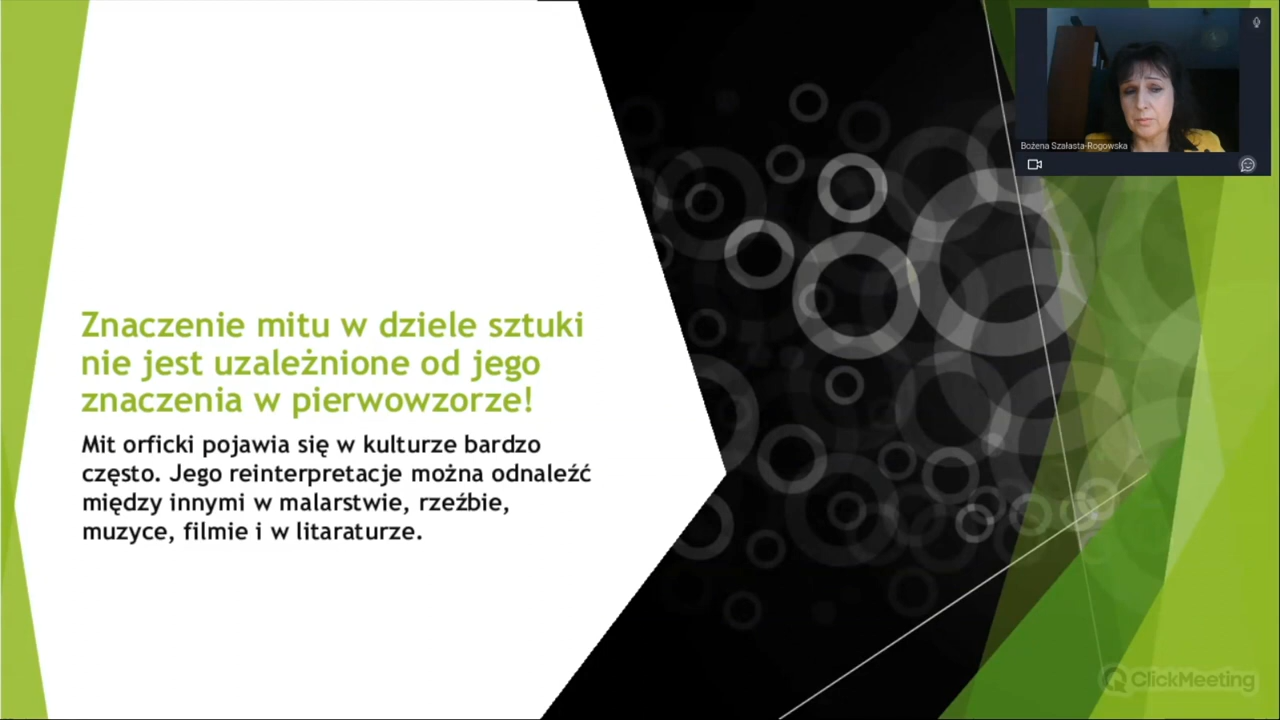 Bożena Szałasta-Rogowska
Znaczenie mitu w dziele sztuki
nie jest uzależnione od jego
znaczenia w pierwowzorze!
Mit orficki pojawia się w kulturze bardzo
często. Jego reinterpretacje można odnaleźć
między innymi w malarstwie, rzeźbie,
muzyce, filmie i w litaraturze.
ClickMeeting